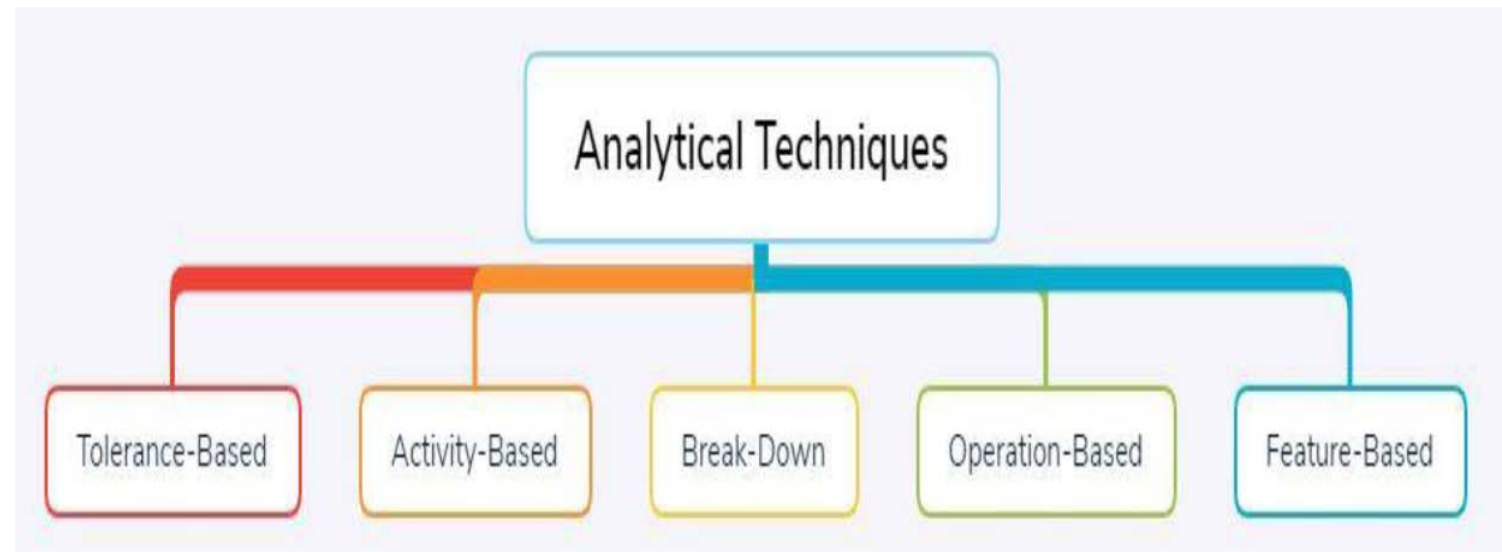 Analytical Techniques
Tolerance-Based
Activity-Based
Break-Down
Operation-Based
Feature-Based